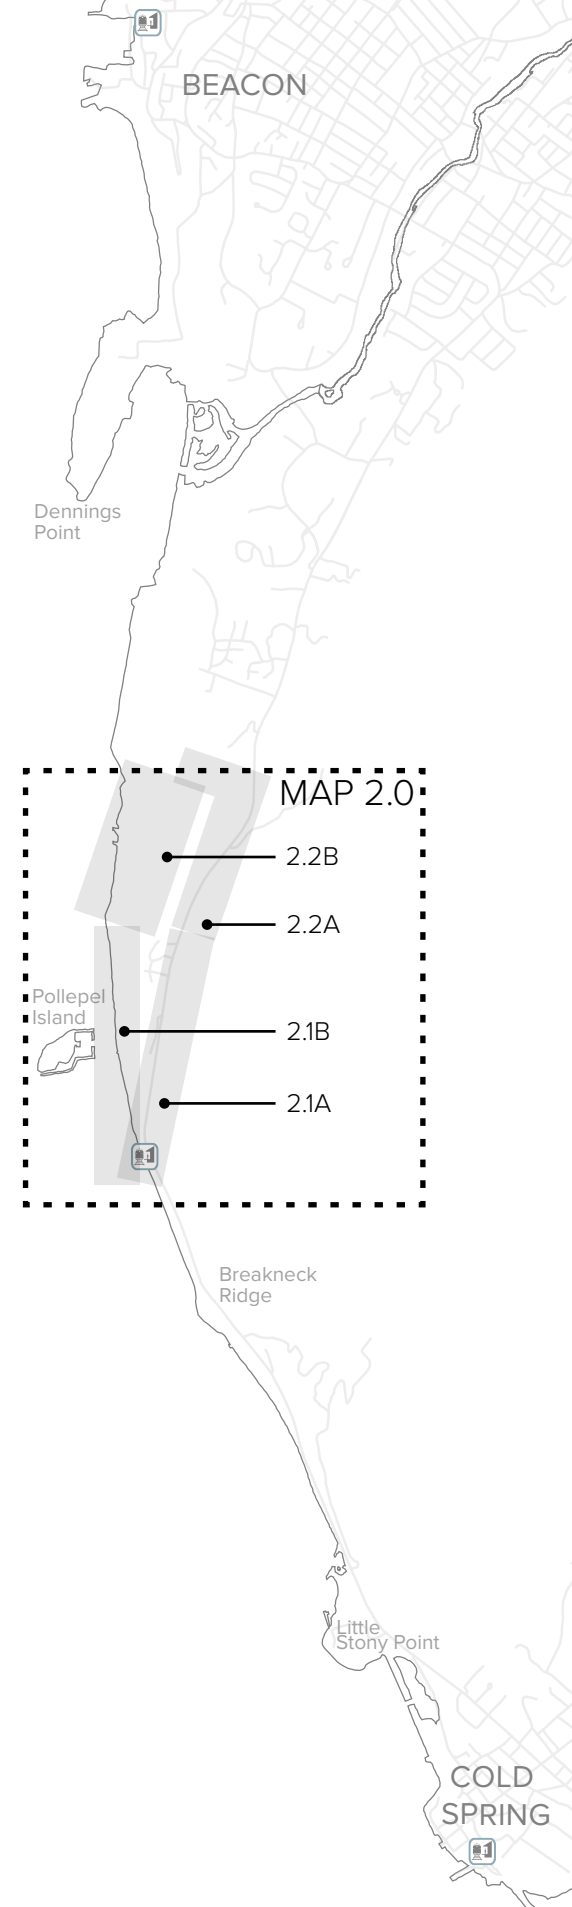 BEACON
Dennings
Point
MAP 2.0
2.2B
2.2A
Pollepel
Island
2.1B
2.1A
Breakneck
Ridge
Little
Stony Point
COLD
SPRING